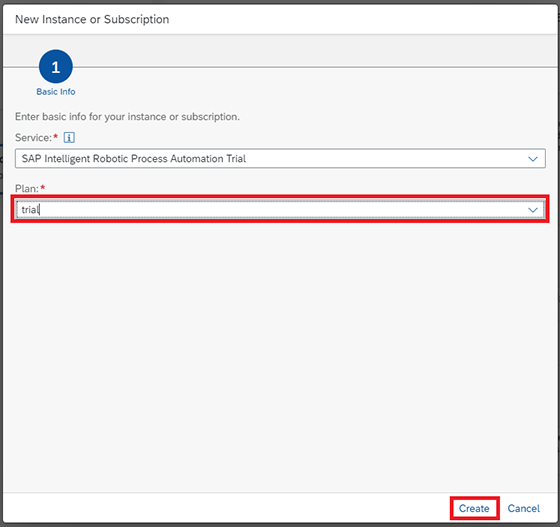 New Instance or Subscription
1
Basic Info
Enter basic info for your instance or subscription.
Service:* i
SAP Intelligent Robotic Process Automation Trial
Plan:*
trial
Create Cancel